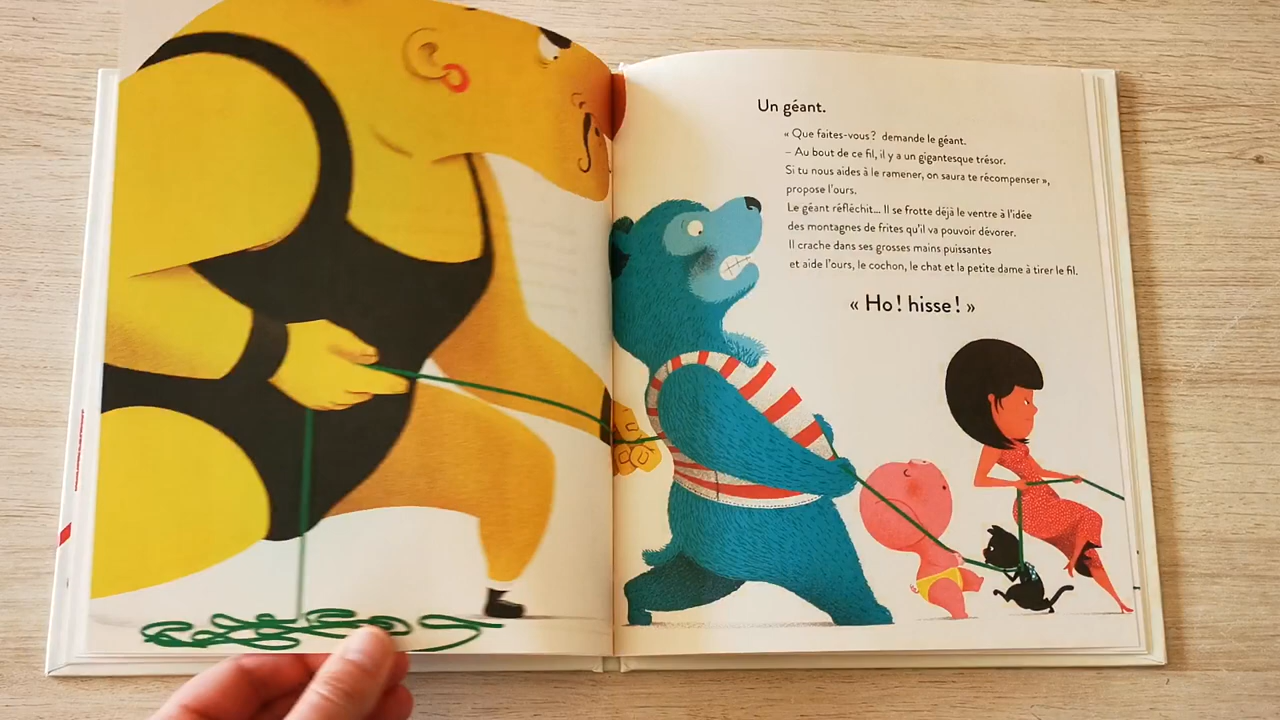 Un géant.
« Que faites-vous ? demande le géant.
– Au bout de ce fil, il y a un gigantesque trésor.
Si tu nous aides à le ramener, on saura te récompenser »,
propose l'ours.
Le géant réfléchit... Il se frotte déjà le ventre à l'idée
des montagnes de frites qu'il va pouvoir dévorer.
Il crache dans ses grosses mains puissantes
et aide l'ours, le cochon, le chat et la petite dame à tirer le fil.
« Ho ! hisse ! »